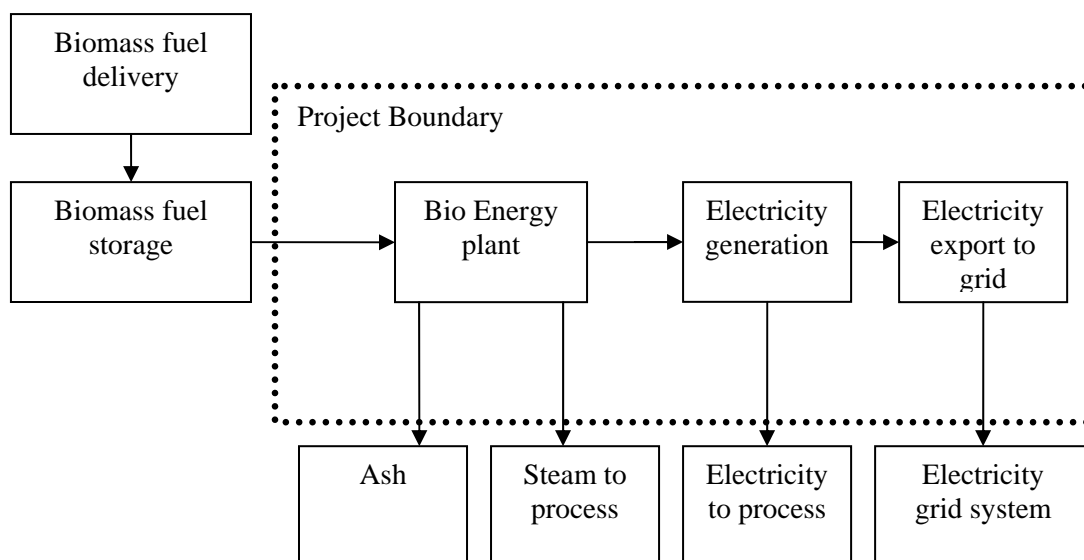 Biomass fuel
delivery
Project Boundary
Biomass fuel
storage
Bio Energy
plant
Electricity
generation
Electricity
export to
grid
Ash
Steam to
process
Electricity
to process
Electricity
grid system